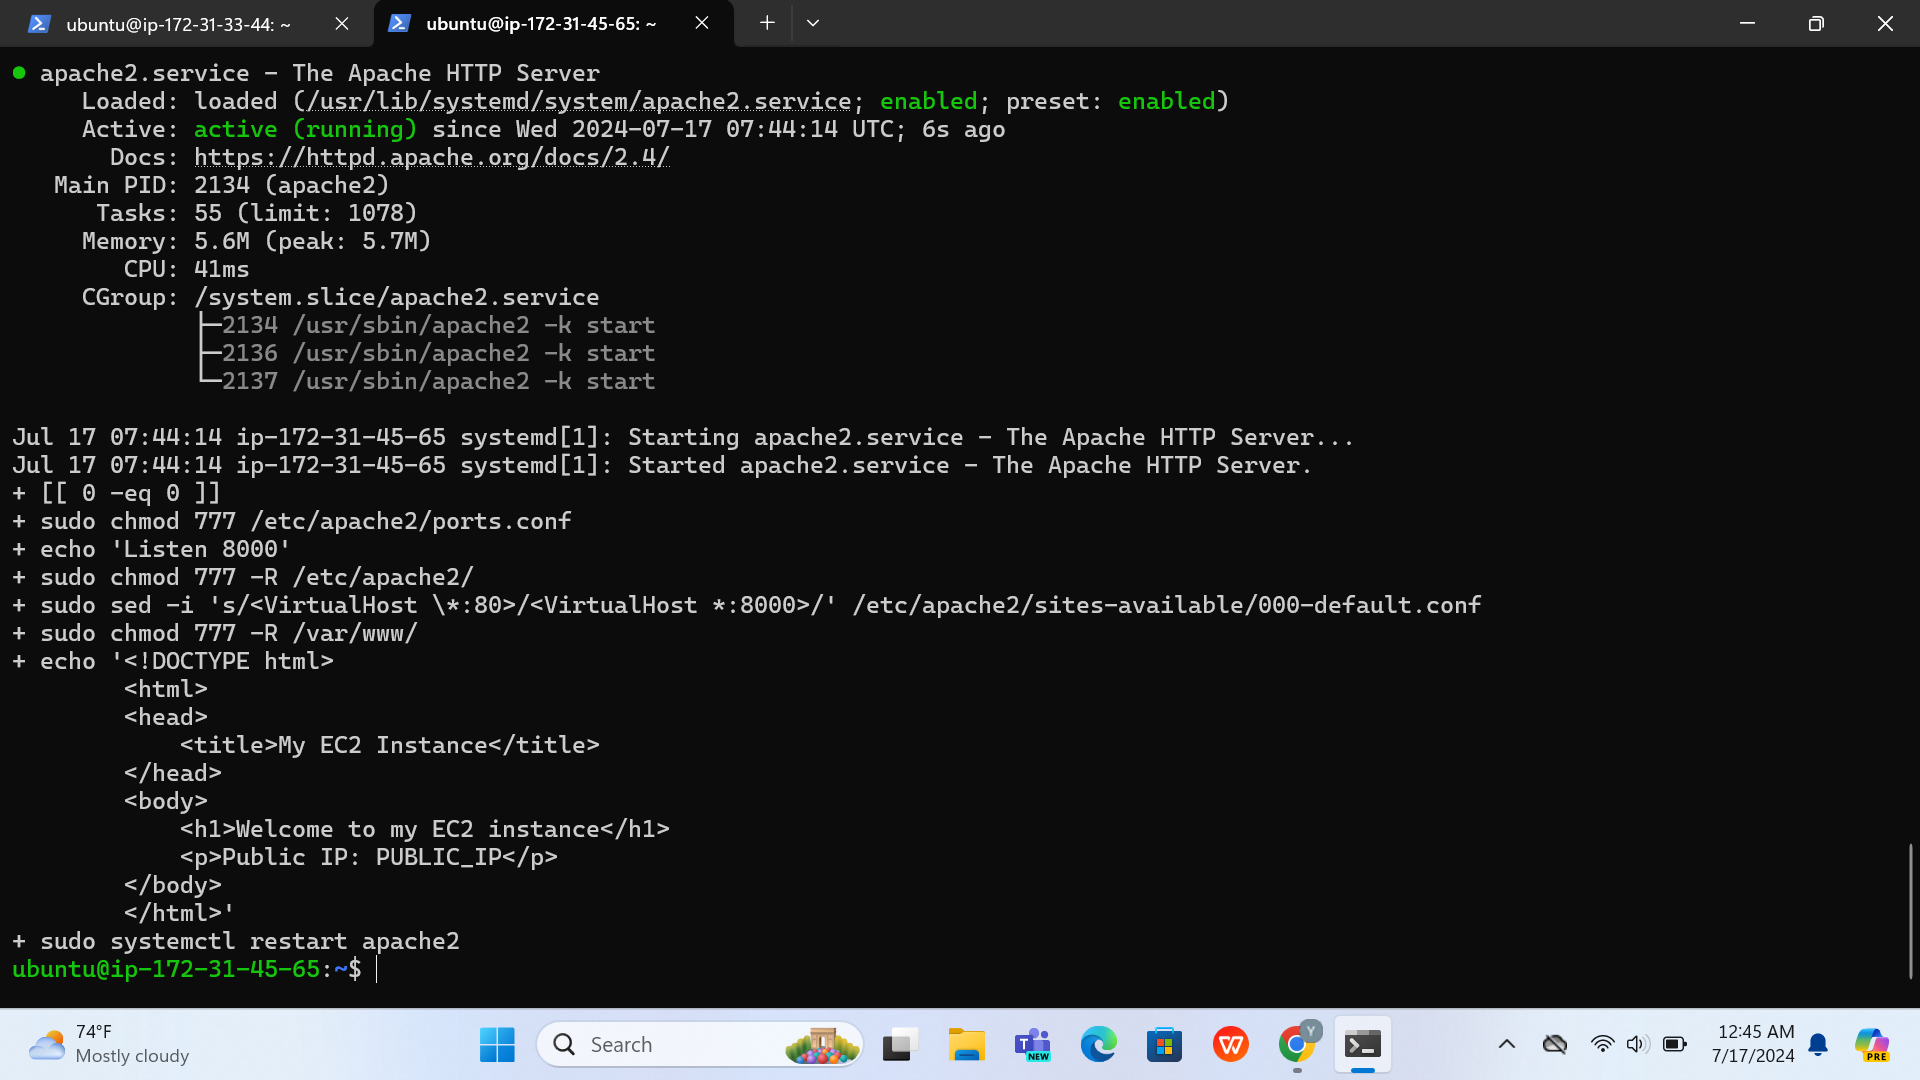 ubuntu@ip-172-31-33-44: ~
ubuntu@ip-172-31-45-65: ~
● apache2.service - The Apache HTTP Server
Loaded: loaded (/usr/lib/systemd/system/apache2.service; enabled; preset: enabled)
Active: active (running) since Wed 2024-07-17 07:44:14 UTC; 6s ago
Docs: https://httpd.apache.org/docs/2.4/
Main PID: 2134 (apache2)
Tasks: 55 (limit: 1078)
Memory: 5.6M (peak: 5.7M)
CPU: 41ms
CGroup: /system.slice/apache2.service
├─2134 /usr/sbin/apache2 -k start
├─2136 /usr/sbin/apache2 -k start
└─2137 /usr/sbin/apache2 -k start
Jul 17 07:44:14 ip-172-31-45-65 systemd[1]: Starting apache2.service - The Apache HTTP Server...
Jul 17 07:44:14 ip-172-31-45-65 systemd[1]: Started apache2.service - The Apache HTTP Server.
+ [[ 0 -eq 0 ]]
+ sudo chmod 777 /etc/apache2/ports.conf
+ echo 'Listen 8000'
+ sudo chmod 777 -R /etc/apache2/
+ sudo sed -i 's/<VirtualHost \*:80>/<VirtualHost *:8000>/' /etc/apache2/sites-available/000-default.conf
+ sudo chmod 777 -R /var/www/
+ echo '<!DOCTYPE html>
<html>
<head>
<title>My EC2 Instance</title>
</head>
<body>
<h1>Welcome to my EC2 instance</h1>
<p>Public IP: PUBLIC_IP</p>
</body>
</html>'
+ sudo systemctl restart apache2
ubuntu@ip-172-31-45-65:~$
74°F
Mostly cloudy
Search
T
NEW
W
Y
12:45 AM
7/17/2024
PRE